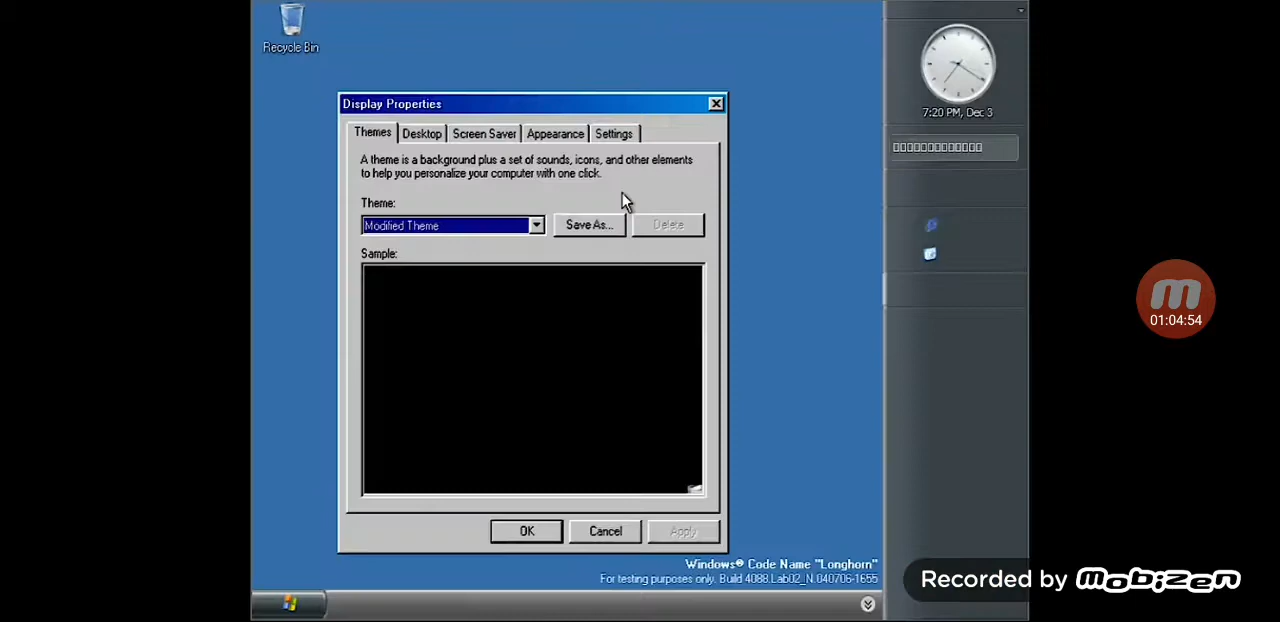 Recycle Bin
7:20 PM, Dec 3
Display Properties
Themes
Desktop
Screen Saver
Appearance
Settings
A theme is a background plus a set of sounds, icons, and other elements
to help you personalize your computer with one click.
Theme:
Modified Theme
Save As...
Delete
Sample:
OK
Cancel
Apply
Windows® Code Name "Longhorn"
For testing purposes only. Build 4088.Lab02_N.040706-1655
01:04:54
Recorded by mobizen